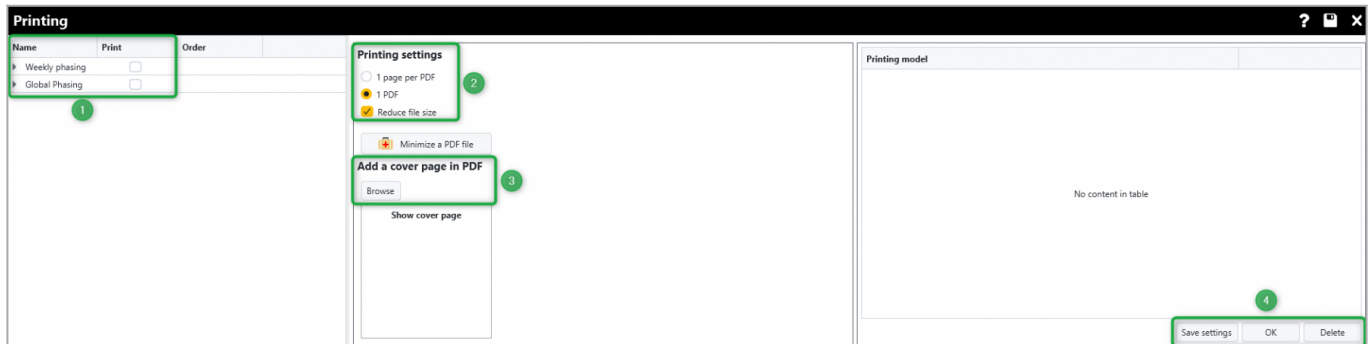 Printing
?
Name Print Order
Weekly phasing
Global Phasing
1
Printing settings
1 page per PDF
1 PDF
Reduce file size
2
Minimize a PDF file
Add a cover page in PDF
Browse
3
Show cover page
Printing model
No content in table
4
Save settings OK Delete